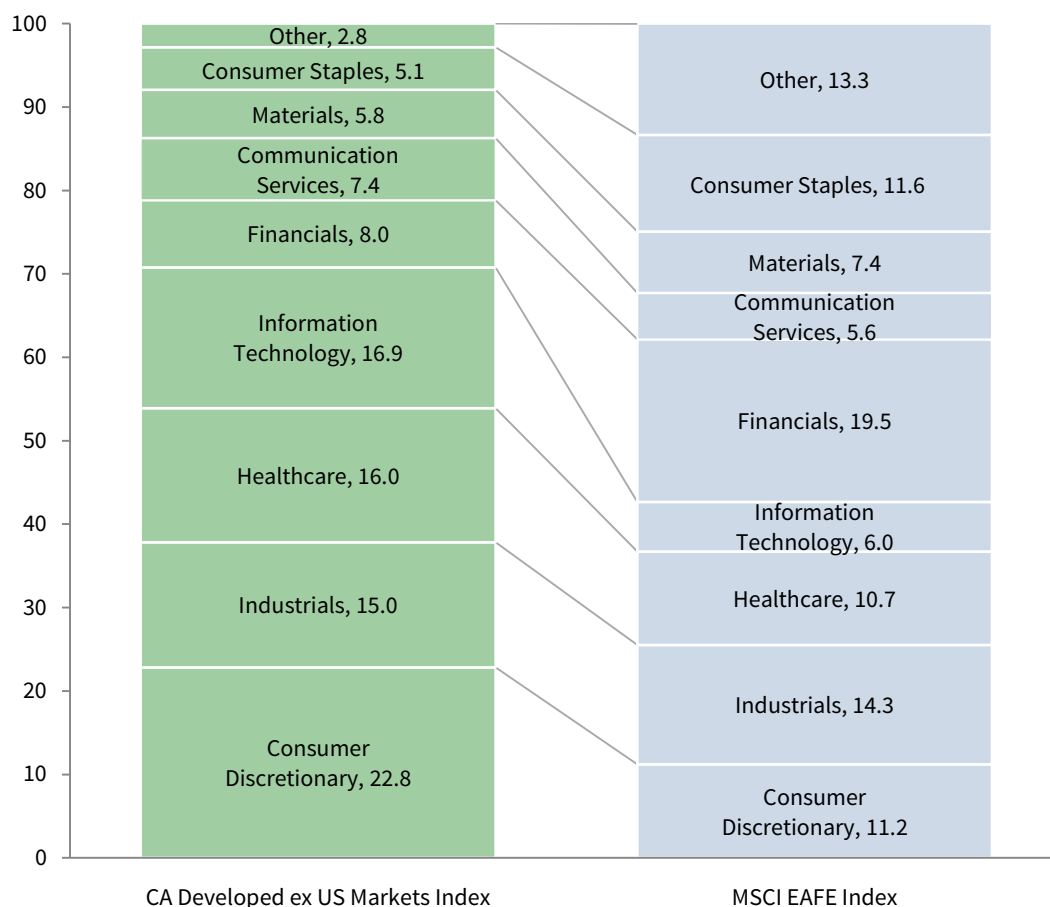 100
90
80
70
60
50
40
30
20
10
0
Other, 2.8
Consumer Staples, 5.1
Materials, 5.8
Communication
Services, 7.4
Financials, 8.0
Information
Technology, 16.9
Healthcare, 16.0
Industrials, 15.0
Consumer
Discretionary, 22.8
Other, 13.3
Consumer Staples, 11.6
Materials, 7.4
Communication
Services, 5.6
Financials, 19.5
Information
Technology, 6.0
Healthcare, 10.7
Industrials, 14.3
Consumer
Discretionary, 11.2
CA Developed ex US Markets Index
MSCI EAFE Index